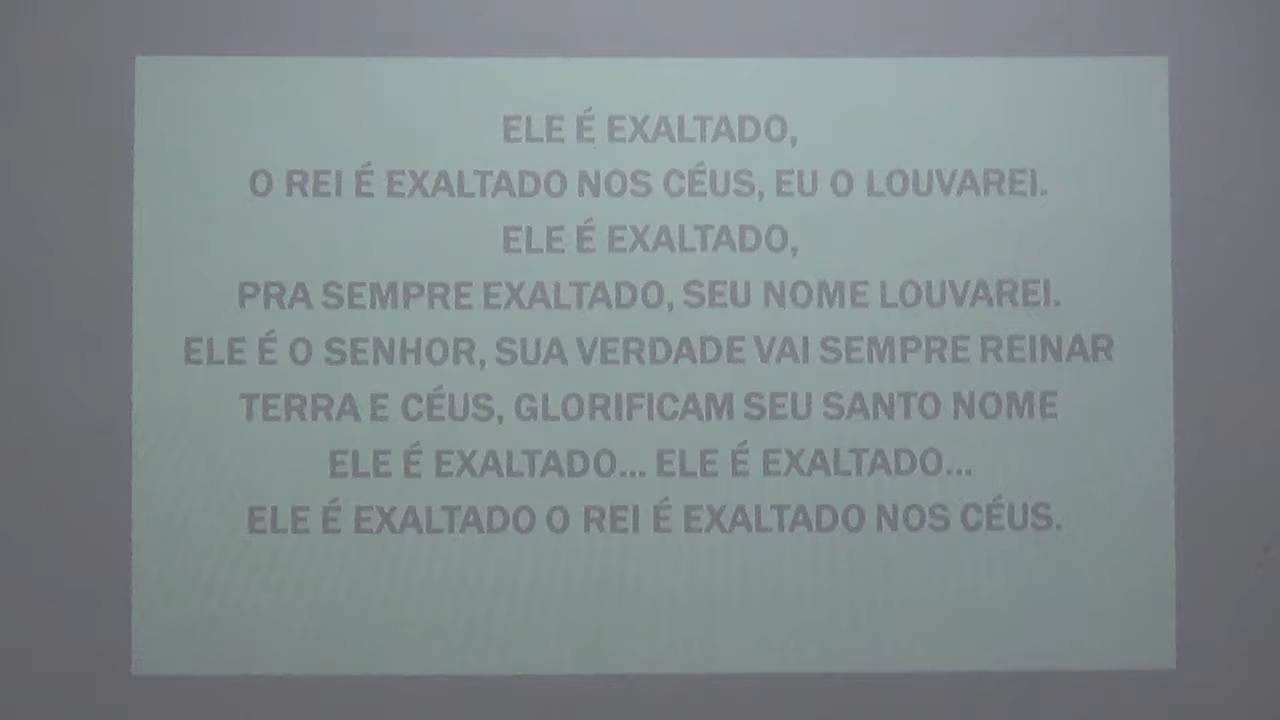 ELE É EXALTADO,
O REI É EXALTADO NOS CÉUS, EU O LOUVAREI.
ELE É EXALTADO,
PRA SEMPRE EXALTADO, SEU NOME LOUVAREI.
ELE É O SENHOR, SUA VERDADE VAI SEMPRE REINAR
TERRA E CÉUS, GLORIFICAM SEU SANTO NOME
ELE É EXALTADO... ELE É EXALTADO...
ELE É EXALTADO O REI É EXALTADO NOS CÉUS.